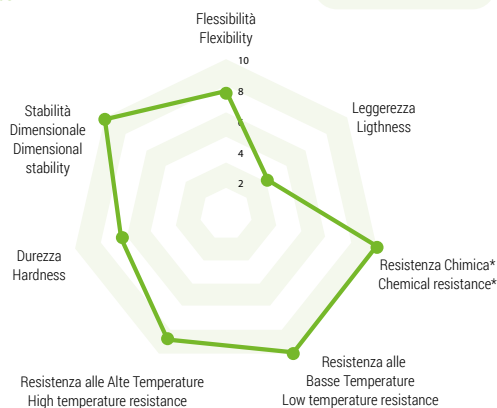 Flessibilità
Flexibility
10
8
6
4
2
Leggerezza
Ligthness
Stabilità
Dimensionale
Dimensional
stability
Durezza
Hardness
Resistenza Chimica*
Chemical resistance*
Resistenza alle
Basse Temperature
Low temperature resistance
Resistenza alle Alte Temperature
High temperature resistance